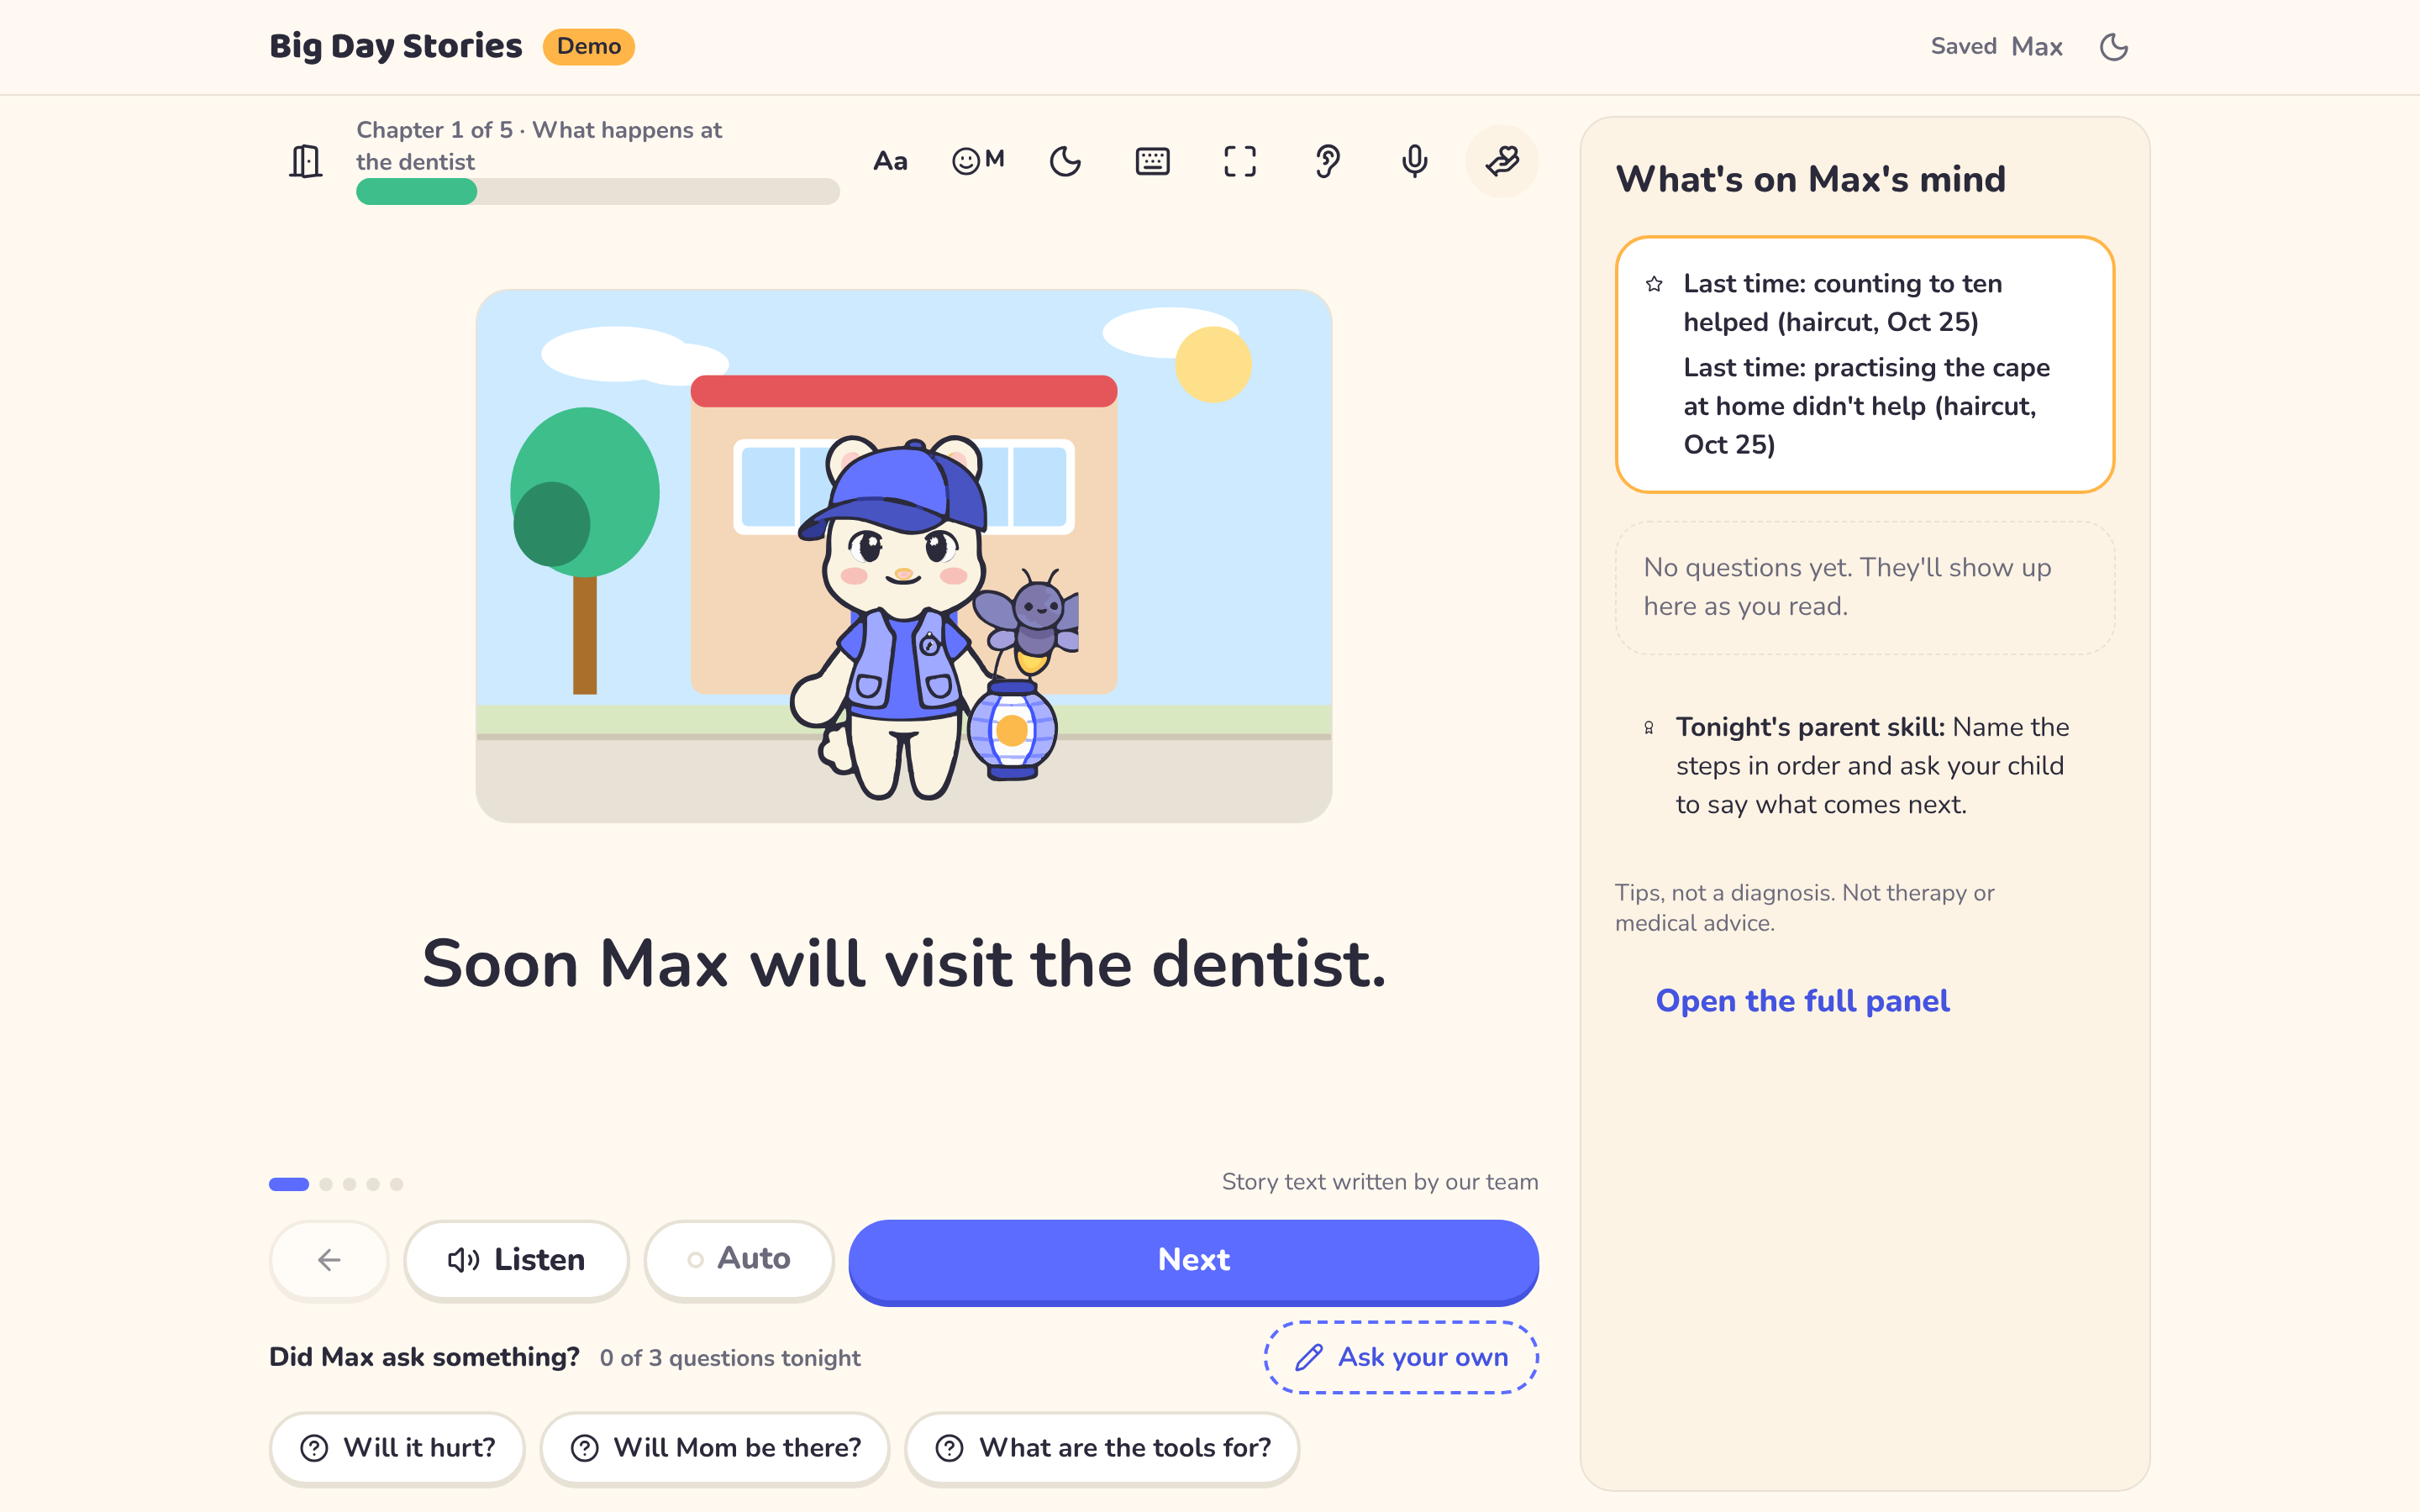 Big Day Stories
Demo
Saved
Max
Chapter 1 of 5 · What happens at
the dentist
Aa
M
Soon Max will visit the dentist.
Story text written by our team
Listen
Auto
Next
Did Max ask something?
0 of 3 questions tonight
Ask your own
Will it hurt?
Will Mom be there?
What are the tools for?
What's on Max's mind
Last time: counting to ten
helped (haircut, Oct 25)
Last time: practising the cape
at home didn't help (haircut,
Oct 25)
No questions yet. They'll show up
here as you read.
Tonight's parent skill: Name the
steps in order and ask your child
to say what comes next.
Tips, not a diagnosis. Not therapy or
medical advice.
Open the full panel